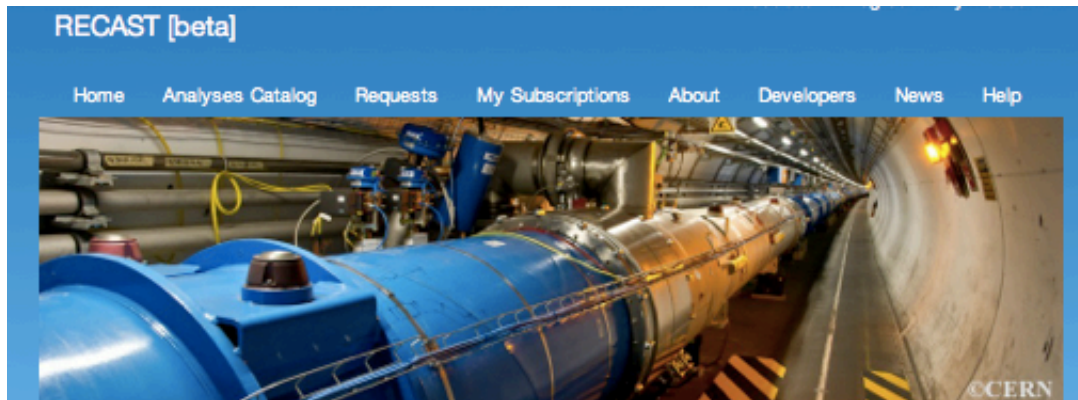 RECAST [beta]
Home Analyses Catalog Requests My Subscriptions About Developers News Help
©CERN